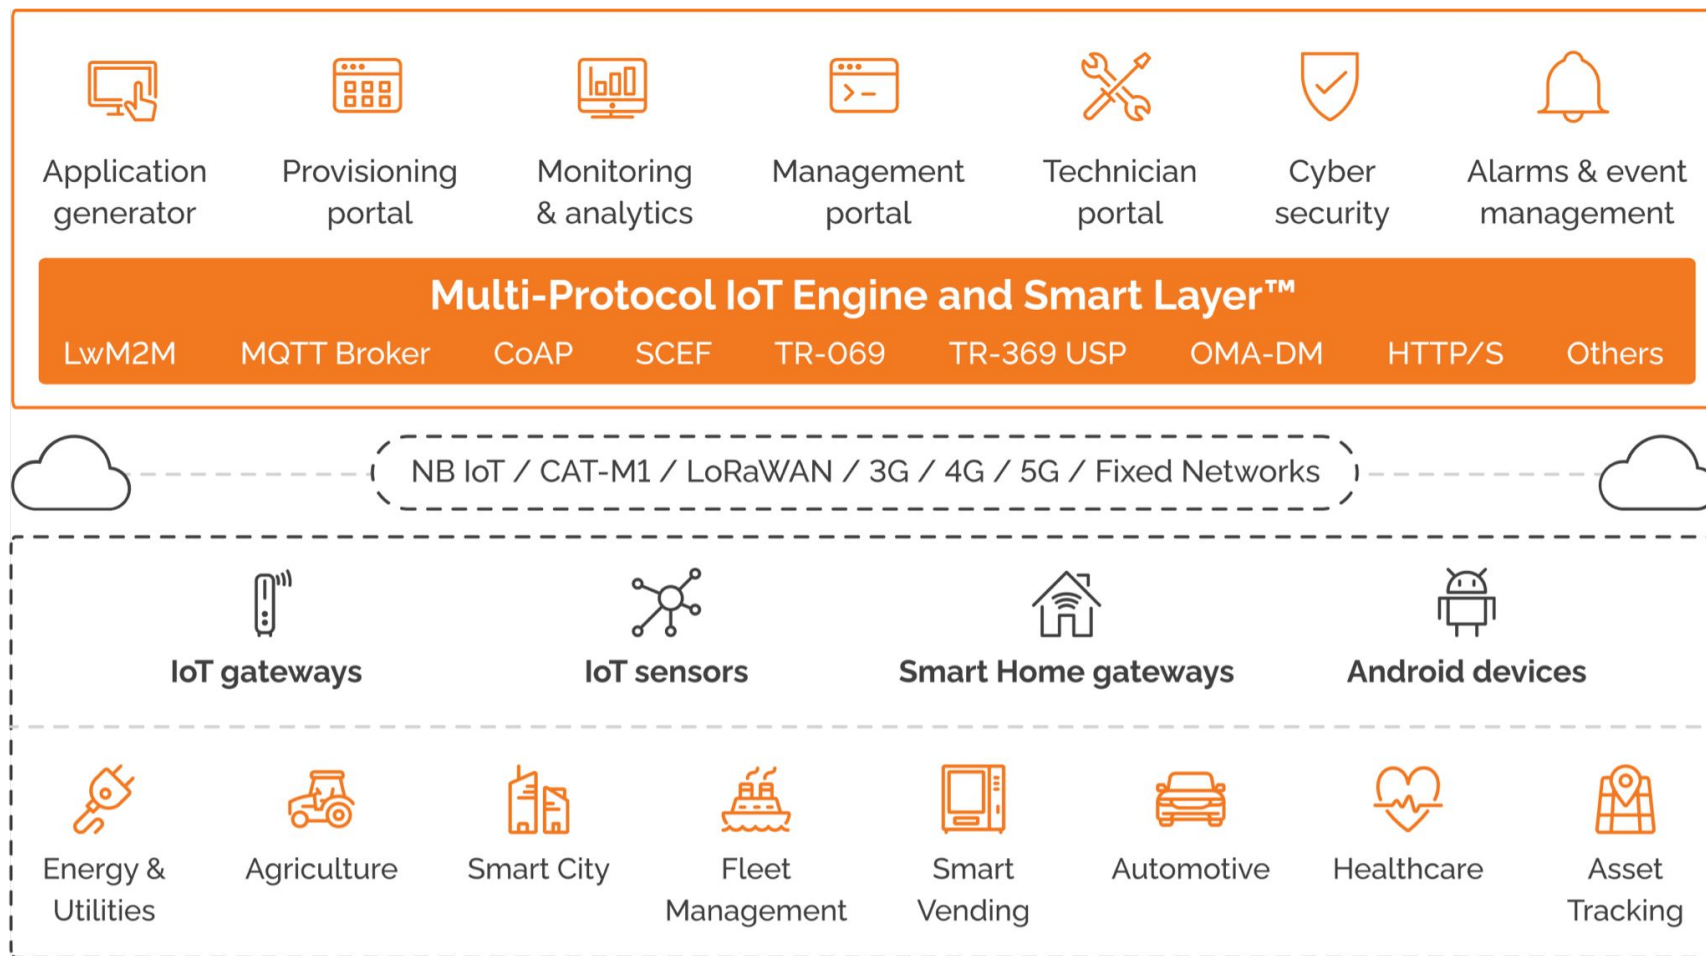 Application
generator
Provisioning
portal
Monitoring
& analytics
Management
portal
Technician
portal
Cyber
security
Alarms & event
management
Multi-Protocol IoT Engine and Smart Layer™
LwM2M MQTT Broker CoAP SCEF TR-069 TR-369 USP OMA-DM HTTP/S Others
NB IoT / CAT-M1 / LoRaWAN / 3G / 4G / 5G / Fixed Networks
IoT gateways
IoT sensors
Smart Home gateways
Android devices
Energy &
Utilities
Agriculture
Smart City
Fleet
Management
Smart
Vending
Automotive
Healthcare
Asset
Tracking